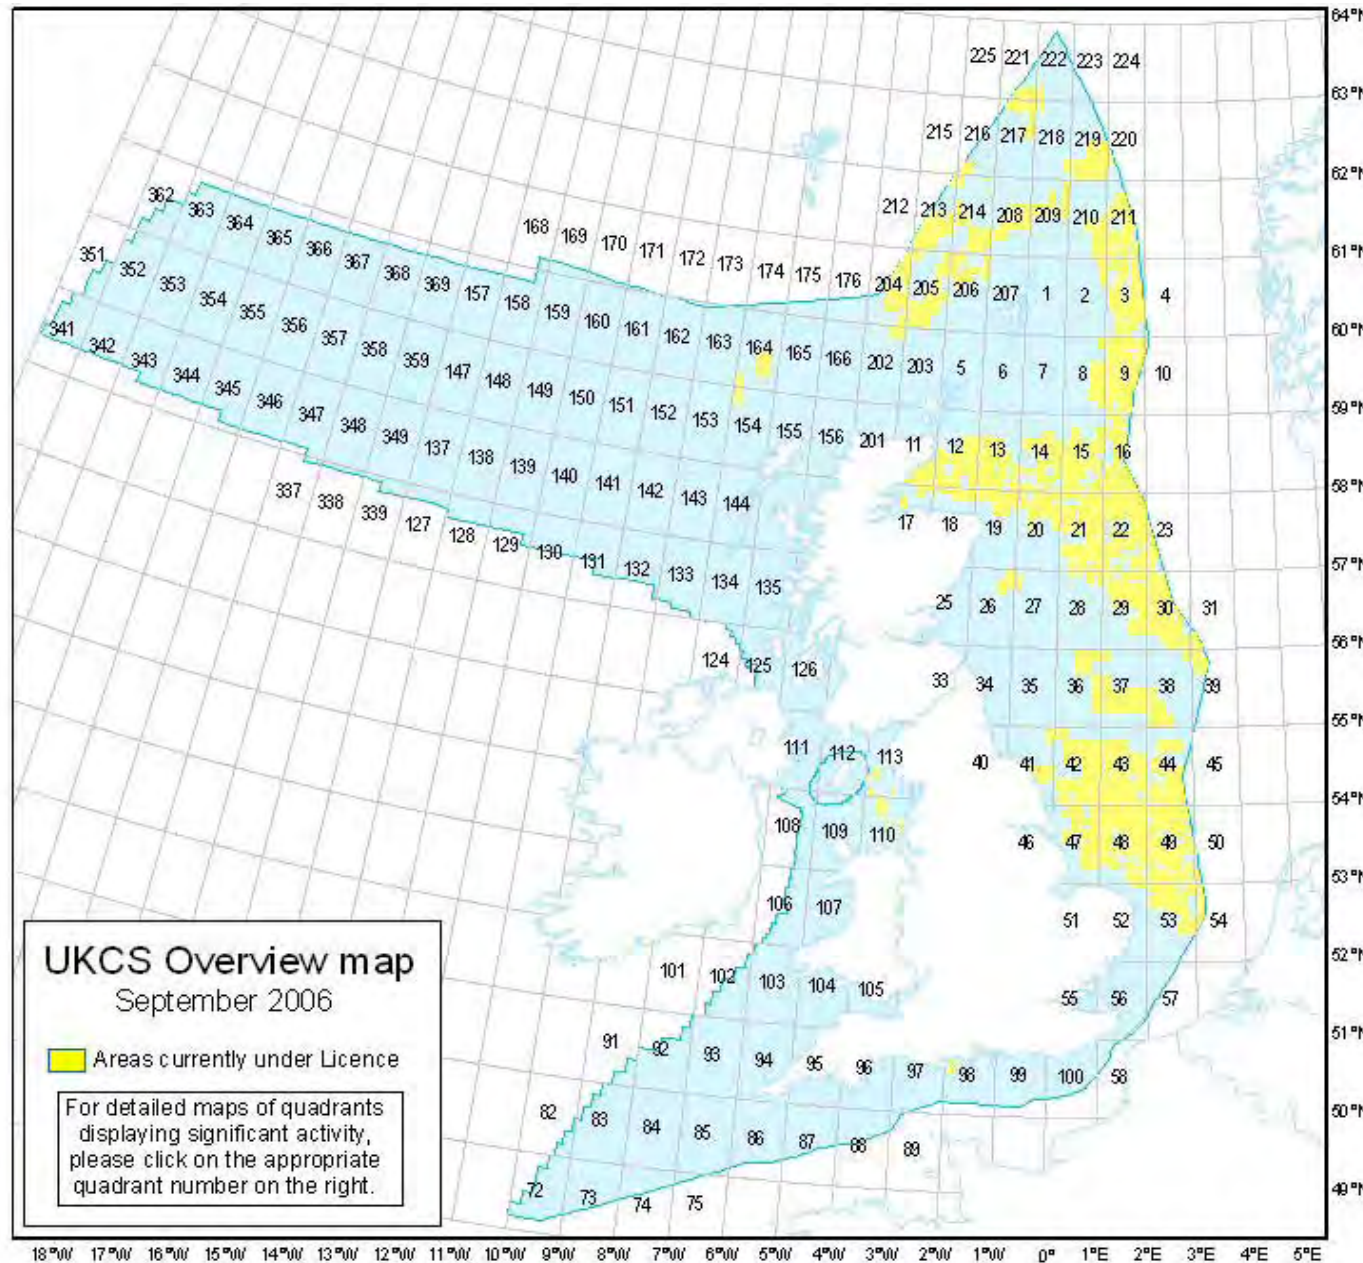 64°N
225 221 222 223 224
63°N
215 216 217 218 219 220
62°N
362 363 364 365 366 367 368 369 157 158 159 160 161 162 163 164 165 166 202 203 5 6 7 8 9 10
212 213 214 208 209 210 211
61°N
168 169 170 171 172 173 174 175 176 204 205 206 207 1 2 3 4
60°N
351 352 353 354 355 356 357 358 359 147 148 149 150 151 152 153 154 155 156 201 11 12 13 14 15 16
59°N
341 342 343 344 345 346 347 348 349 137 138 139 140 141 142 143 144
58°N
17 18 19 20 21 22 23
337 338 339 127 128 129 130 131 132 133 134 135
57°N
25 26 27 28 29 30 31
56°N
124 125 126
33 34 35 36 37 38 39
55°N
111 112 113
40 41 42 43 44 45
54°N
108 109 110
46 47 48 49 50
53°N
106 107
51 52 53 54
52°N
101 102 103 104 105
55 56 57
51°N
91 92 93 94 95 96 97 98 99 100 58
50°N
82 83 84 85 86 87 88 89
49°N
72 73 74 75
UKCS Overview map
September 2006
Areas currently under Licence
For detailed maps of quadrants
displaying significant activity,
please click on the appropriate
quadrant number on the right.
18°W 17°W 16°W 15°W 14°W 13°W 12°W 11°W 10°W 9°W 8°W 7°W 6°W 5°W 4°W 3°W 2°W 1°W 0° 1°E 2°E 3°E 4°E 5°E